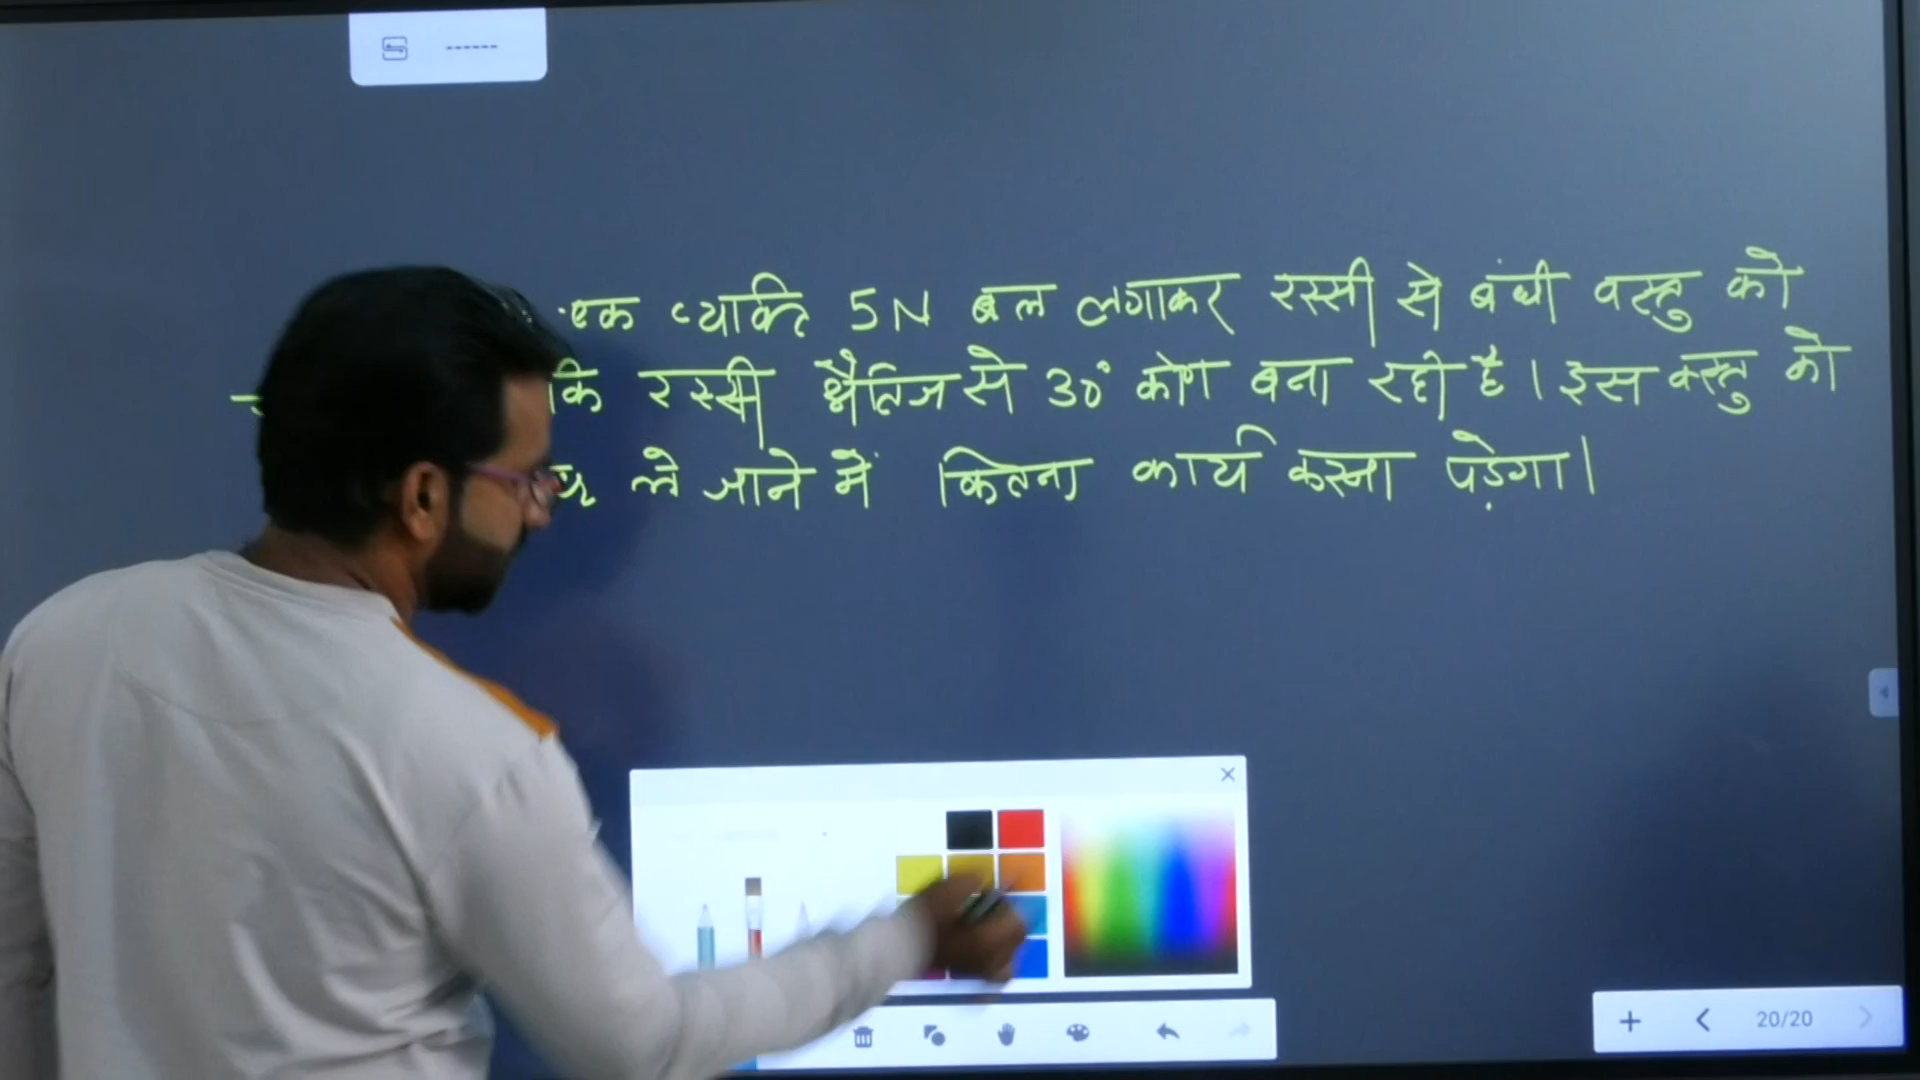 एक व्यक्ति 5N बल लगाकर रस्सी से बंधी वस्तु को
कि रस्सी क्षैतिज से 30° कोण बना रही है । इस वस्तु को
ले जाने में कितना कार्य करना पड़ेगा।
20/20